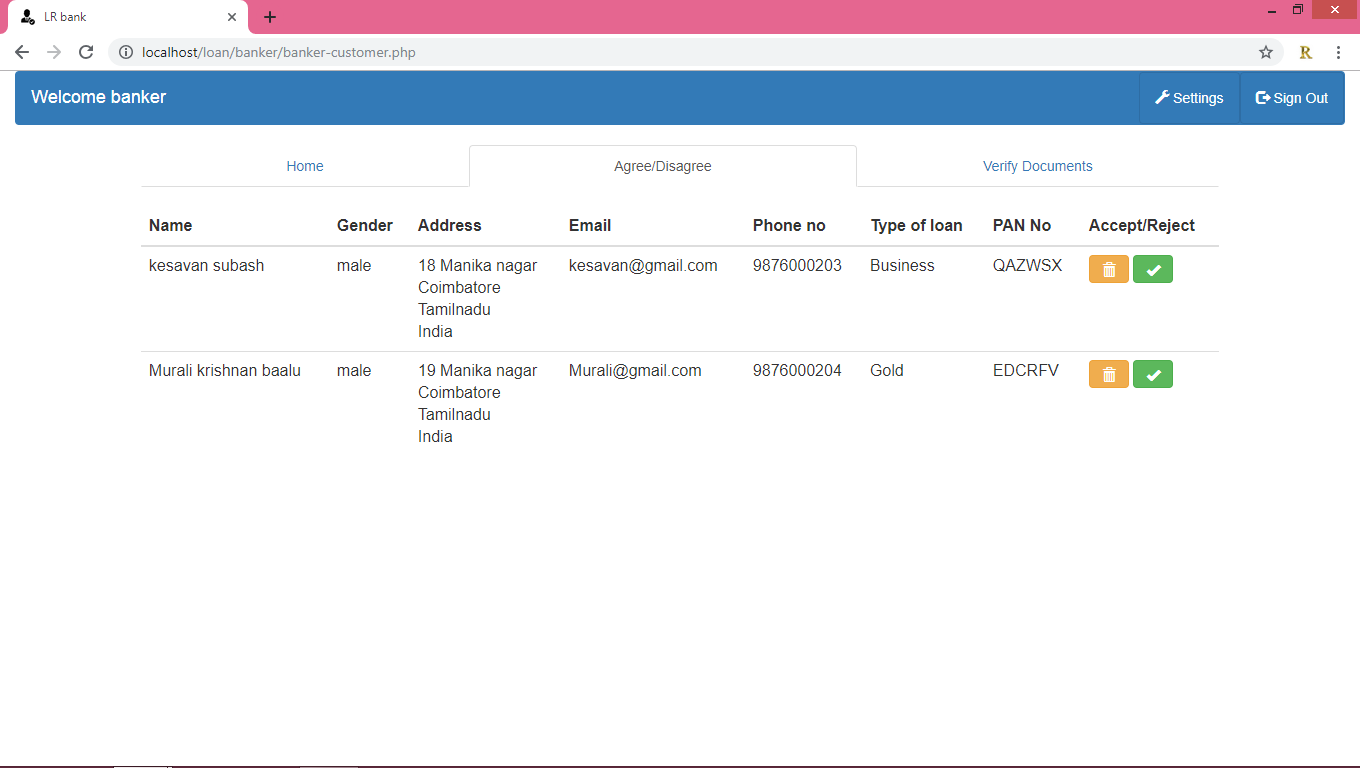 LR bank
localhost/loan/banker/banker-customer.php
R
Welcome banker
Settings
Sign Out
Home
Agree/Disagree
Verify Documents
Name Gender Address Email Phone no Type of loan PAN No Accept/Reject
kesavan subash male 18 Manika nagar kesavan@gmail.com 9876000203 Business QAZWSX
Coimbatore
Tamilnadu
India
Murali krishnan baalu male 19 Manika nagar Murali@gmail.com 9876000204 Gold EDCRFV
Coimbatore
Tamilnadu
India